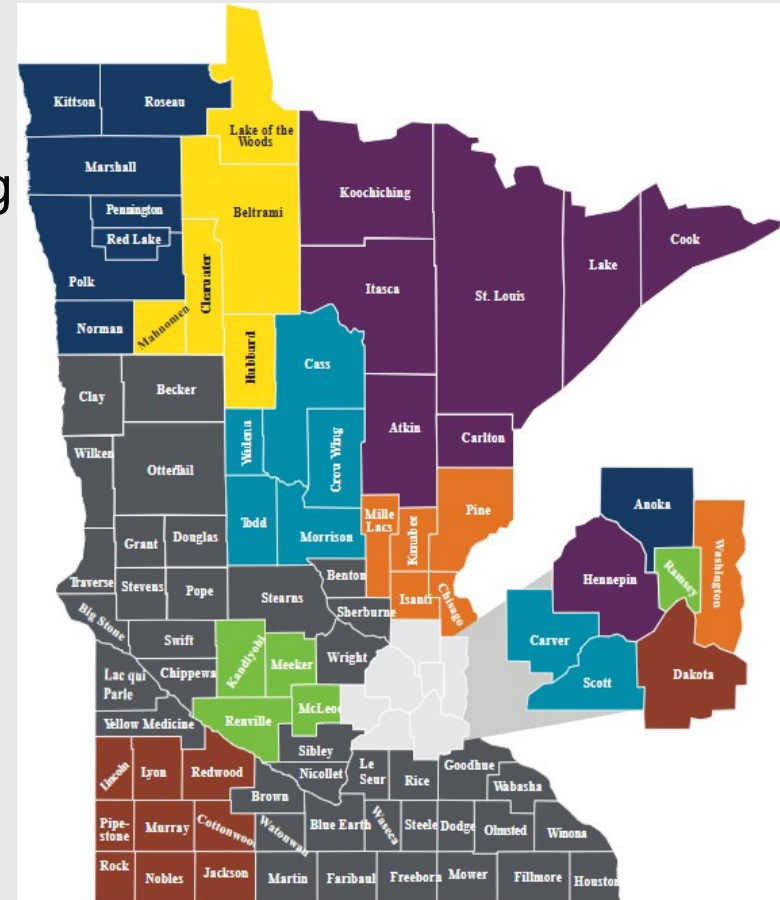 g
Kittson
Roseau
Lake of the
Woods
Marshall
Koochiching
Pennington
Beltrami
Red Lake
Cook
Lake
Polk
Clearwater
Itasca
St. Louis
Norman
Mahnomen
Hubbard
Cass
Clay
Becker
Atkin
Carlton
Wadena
Crow Wing
Wilken
Ottertail
Pine
Anoka
Mille
Lacs
Kanabec
Todd
Morrison
Grant
Douglas
Washington
Hennepin
Ramsey
Traverse
Stevens
Pope
Benton
Stearns
Isanti
Chisago
Sherburne
Big Stone
Swift
Carver
Kandiyohi
Meeker
Wright
Lac qui
Parle
Chippewa
Scott
Dakota
McLeod
Renville
Yellow Medicine
Sibley
Lincoln
Lyon
Redwood
Nicollet
Le
Seur
Rice
Goodhue
Wabasha
Brown
Pipe-
stone
Murray
Cottonwood
Watonwan
Blue Earth
Waseca
Steele
Dodge
Olmsted
Winona
Rock
Nobles
Jackson
Martin
Faribaul
Freeborn
Mower
Fillmore
Houston